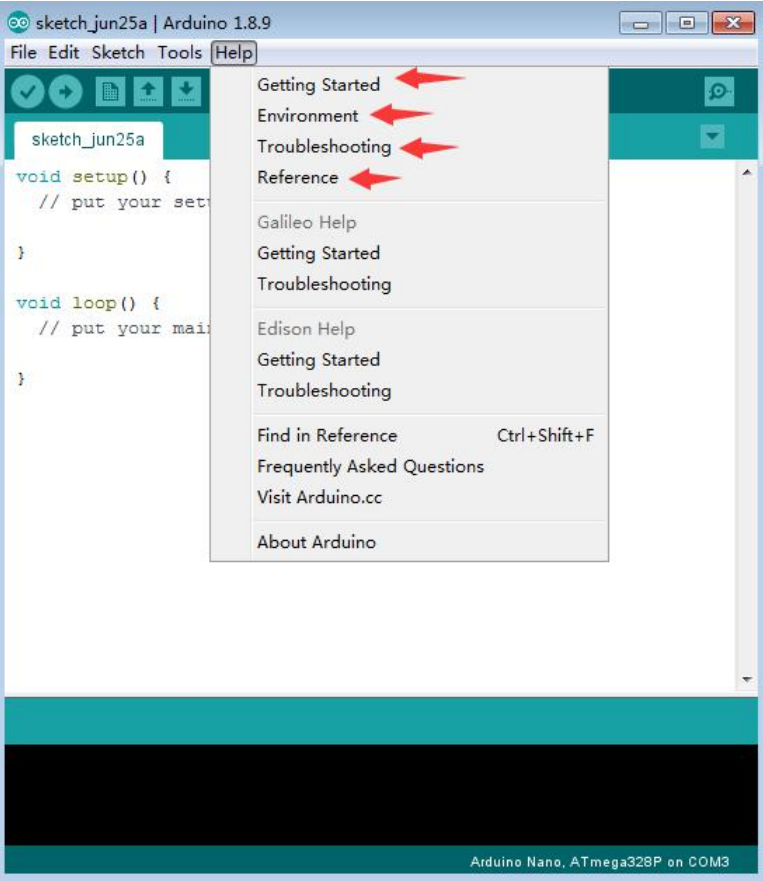 sketch_jun25a | Arduino 1.8.9
File Edit Sketch Tools Help
sketch_jun25a
void setup() {
// put your setu
}
void loop() {
// put your main
}
Getting Started
Environment
Troubleshooting
Reference
Galileo Help
Getting Started
Troubleshooting
Edison Help
Getting Started
Troubleshooting
Find in Reference Ctrl+Shift+F
Frequently Asked Questions
Visit Arduino.cc
About Arduino
Arduino Nano, ATmega328P on COM3